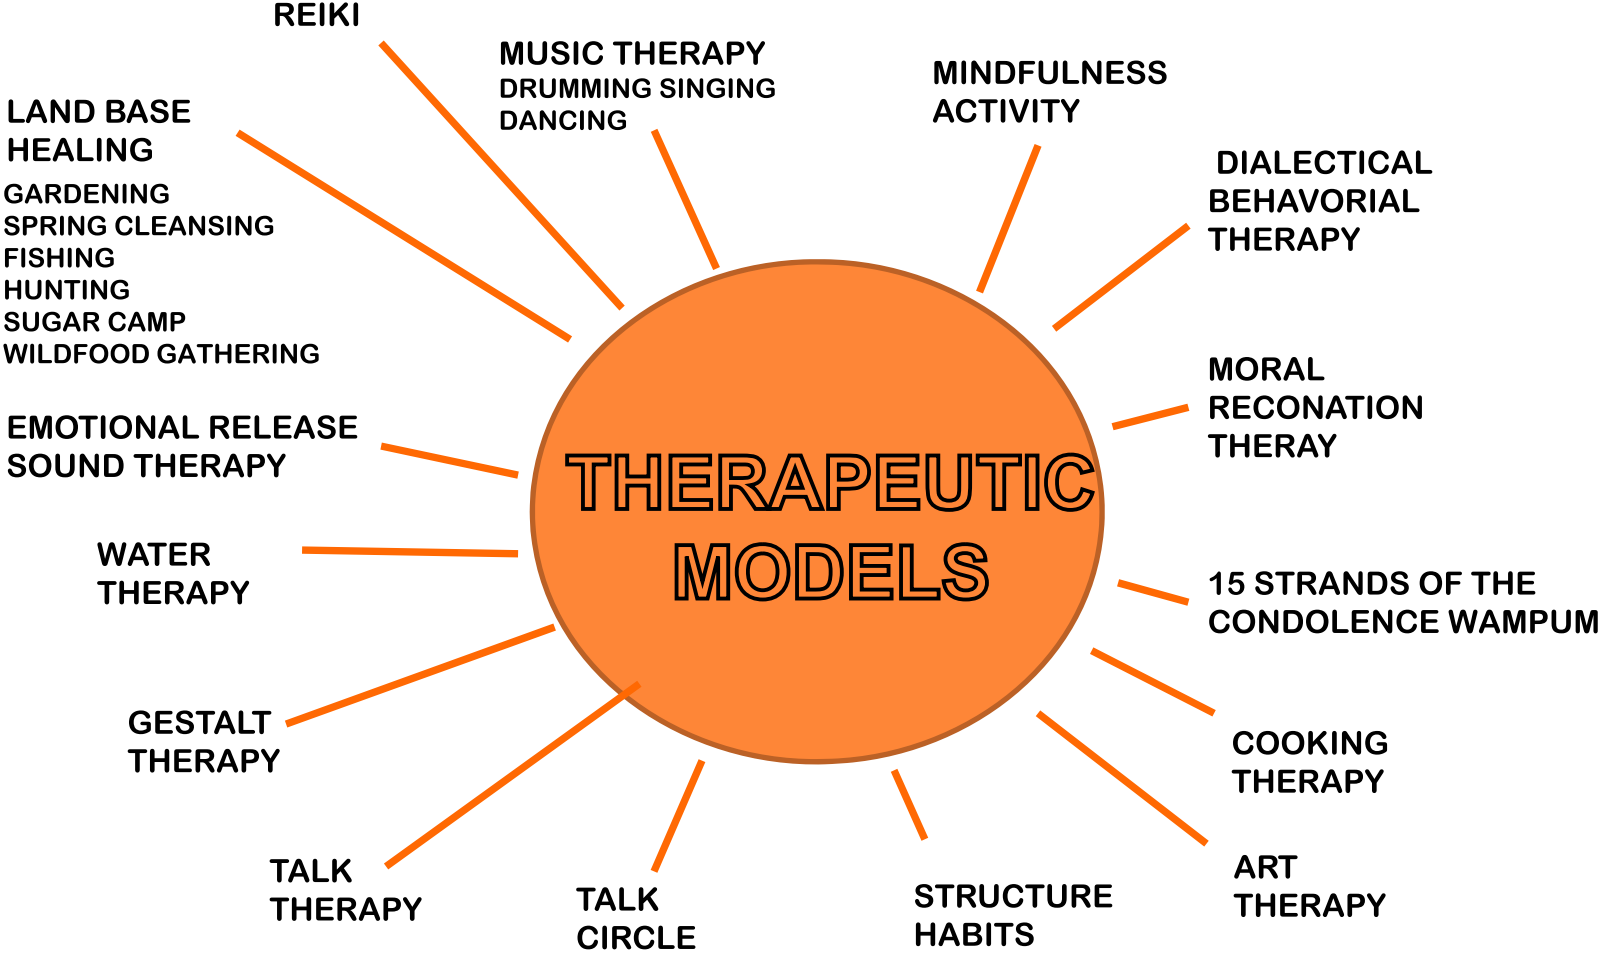 REIKI
MUSIC THERAPY
DRUMMING SINGING
DANCING
MINDFULNESS
ACTIVITY
LAND BASE
HEALING
GARDENING
SPRING CLEANSING
FISHING
HUNTING
SUGAR CAMP
WILDFOOD GATHERING
DIALECTICAL
BEHAVORIAL
THERAPY
MORAL
RECONATION
THERAY
EMOTIONAL RELEASE
SOUND THERAPY
THERAPEUTIC
MODELS
WATER
THERAPY
15 STRANDS OF THE
CONDOLENCE WAMPUM
GESTALT
THERAPY
COOKING
THERAPY
TALK
THERAPY
TALK
CIRCLE
STRUCTURE
HABITS
ART
THERAPY